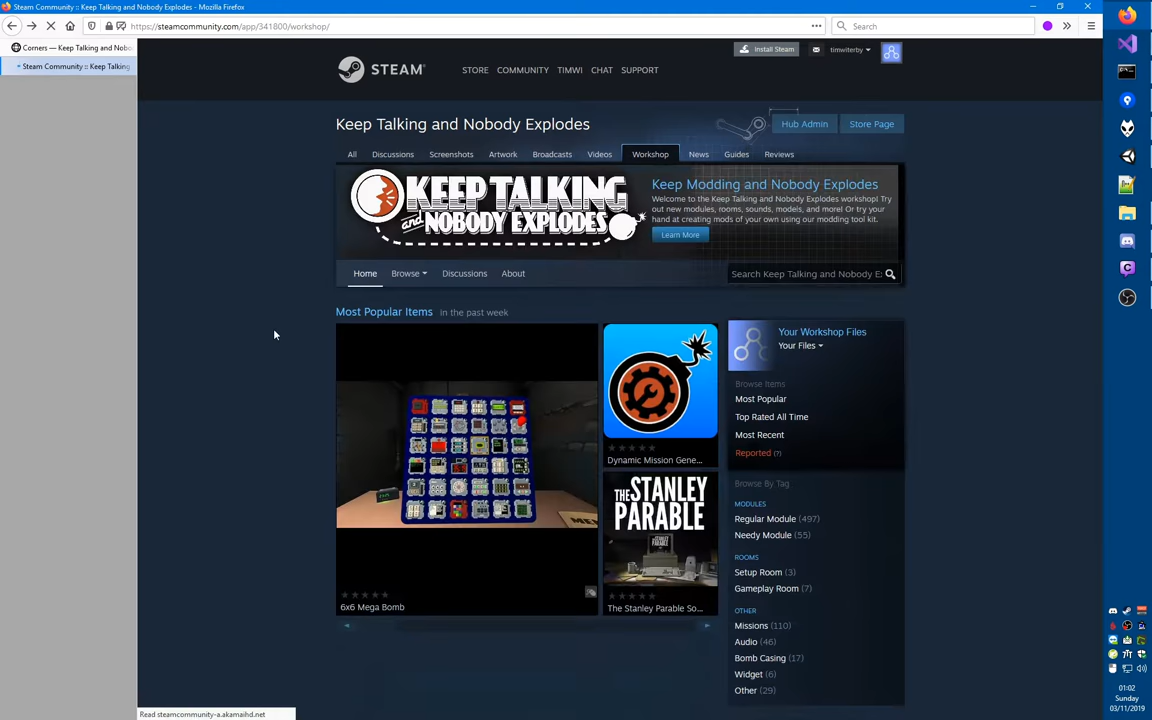 Steam Community :: Keep Talking and Nobody Explodes - Mozilla Firefox
https://steamcommunity.com/app/341800/workshop/
Search
Corners — Keep Talking and Nobo
Steam Community :: Keep Talking
STEAM®
STORE COMMUNITY TIMWI CHAT SUPPORT
Install Steam
timwiterby
Keep Talking and Nobody Explodes
Hub Admin
Store Page
All Discussions Screenshots Artwork Broadcasts Videos Workshop News Guides Reviews
KEEP TALKING
and NOBODY EXPLODES
Keep Modding and Nobody Explodes
Welcome to the Keep Talking and Nobody Explodes workshop! Try
out new modules, rooms, sounds, models, and more! Or try your
hand at creating mods of your own using our modding tool kit.
Learn More
Home Browse Discussions About
Search Keep Talking and Nobody E
Most Popular Items in the past week
6x6 Mega Bomb
Dynamic Mission Gene...
THE STANLEY
PARABLE
The Stanley Parable So...
Your Workshop Files
Your Files
Browse Items
Most Popular
Top Rated All Time
Most Recent
Reported (?)
Browse By Tag
MODULES
Regular Module (497)
Needy Module (55)
ROOMS
Setup Room (3)
Gameplay Room (7)
OTHER
Missions (110)
Audio (46)
Bomb Casing (17)
Widget (6)
Other (29)
Read steamcommunity-a.akamaihd.net
01:02
Sunday
03/11/2019